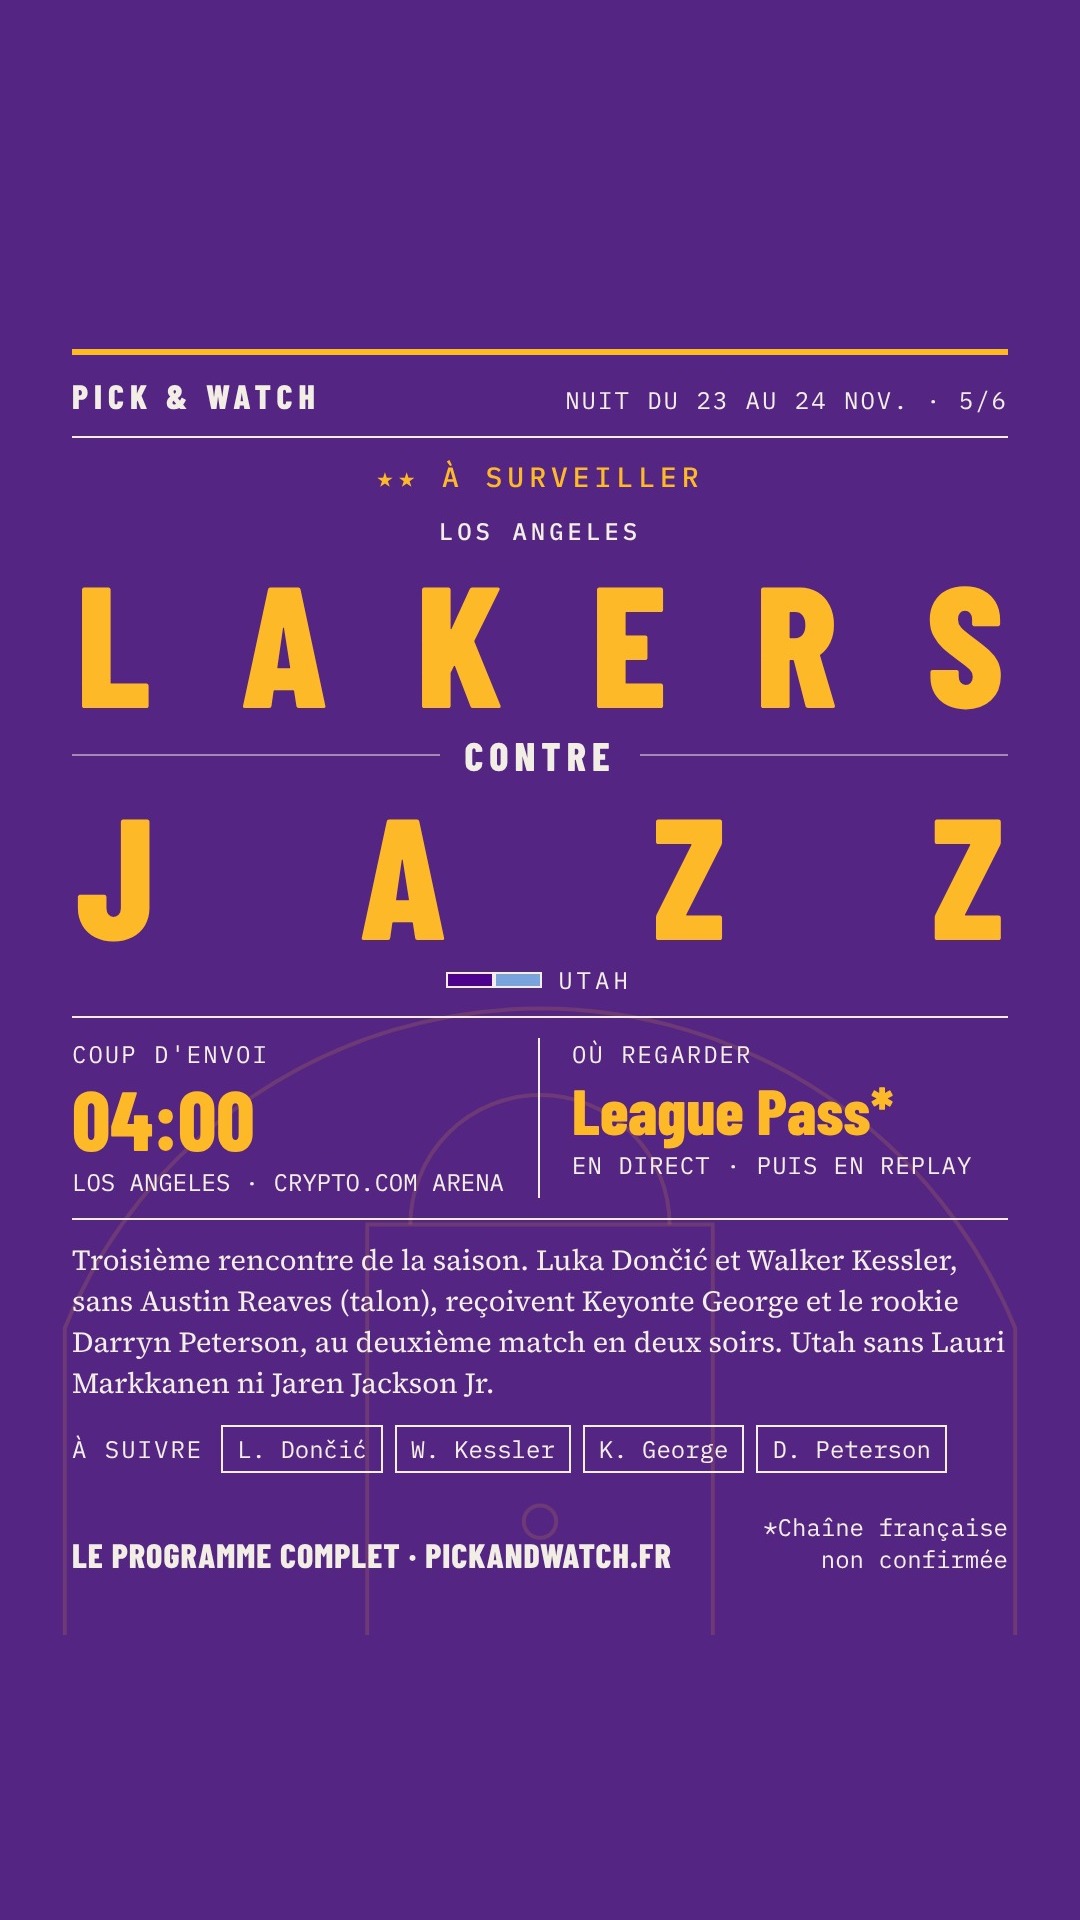 PICK & WATCH
NUIT DU 23 AU 24 NOV. · 5/6
★★ À SURVEILLER
LOS ANGELES
LAKERS
CONTRE
JAZZ
UTAH
COUP D'ENVOI
04:00
LOS ANGELES · CRYPTO.COM ARENA
OÙ REGARDER
League Pass*
EN DIRECT · PUIS EN REPLAY
Troisième rencontre de la saison. Luka Dončić et Walker Kessler,
sans Austin Reaves (talon), reçoivent Keyonte George et le rookie
Darryn Peterson, au deuxième match en deux soirs. Utah sans Lauri
Markkanen ni Jaren Jackson Jr.
À SUIVRE L. Dončić W. Kessler K. George D. Peterson
LE PROGRAMME COMPLET · PICKANDWATCH.FR
*Chaîne française
non confirmée